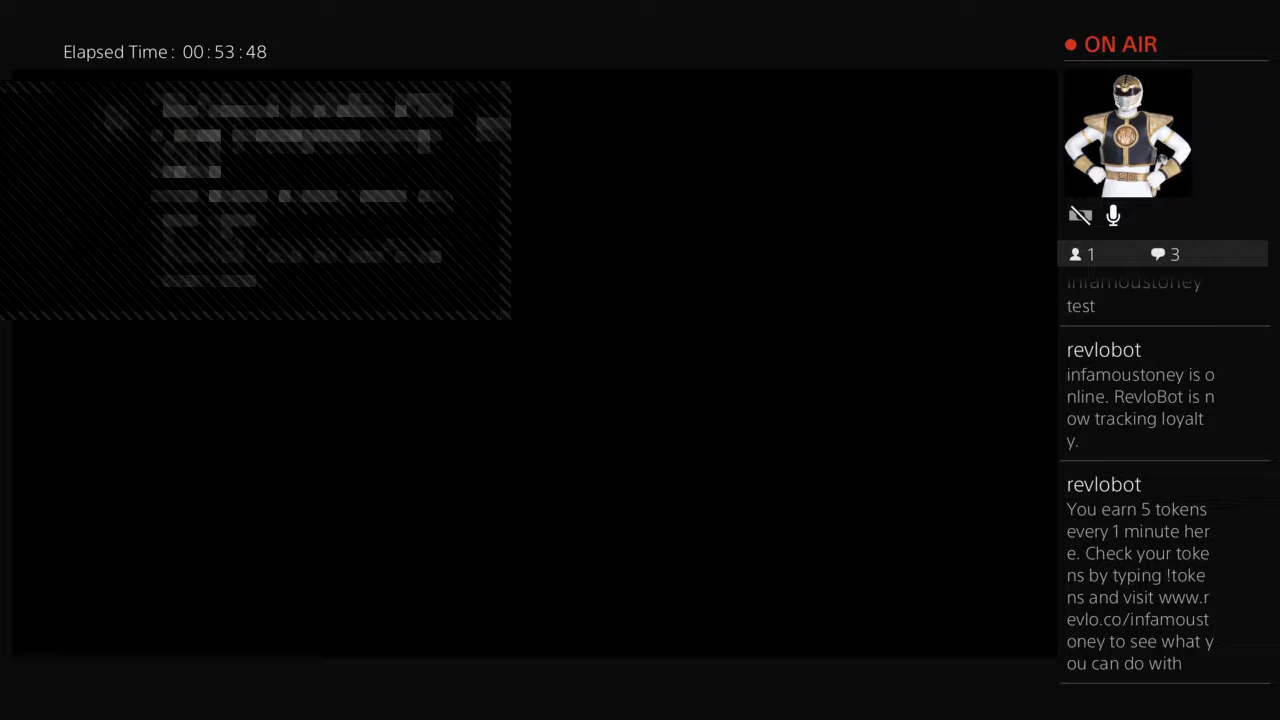 Elapsed Time: 00:53:48
ON AIR
1 3
infamoustoney
test
revlobot
infamoustoney is o
nline. RevloBot is n
ow tracking loyalt
y.
revlobot
You earn 5 tokens
every 1 minute her
e. Check your toke
ns by typing !toke
ns and visit www.r
evlo.co/infamoust
oney to see what y
ou can do with